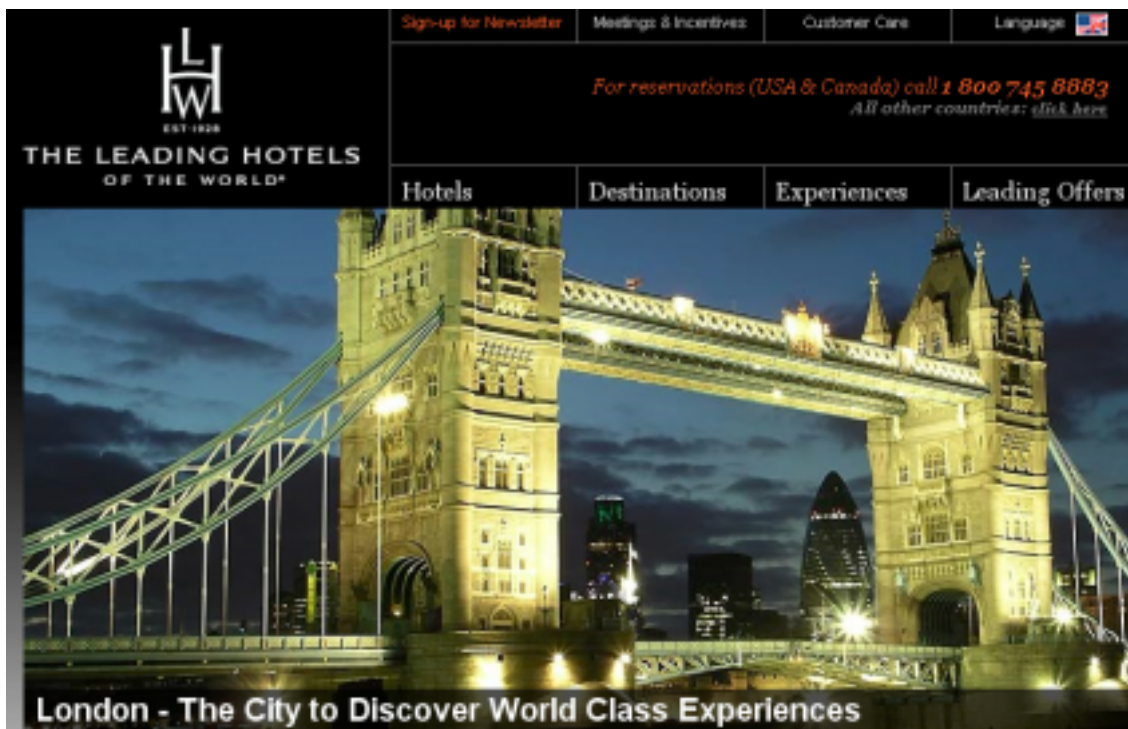 Sign-up for Newsletter
Meetings & Incentives
Customer Care
Language
For reservations (USA & Canada) call 1 800 745 8883
All other countries: click here
LHW
EST·1928
THE LEADING HOTELS
OF THE WORLD®
Hotels
Destinations
Experiences
Leading Offers
London - The City to Discover World Class Experiences